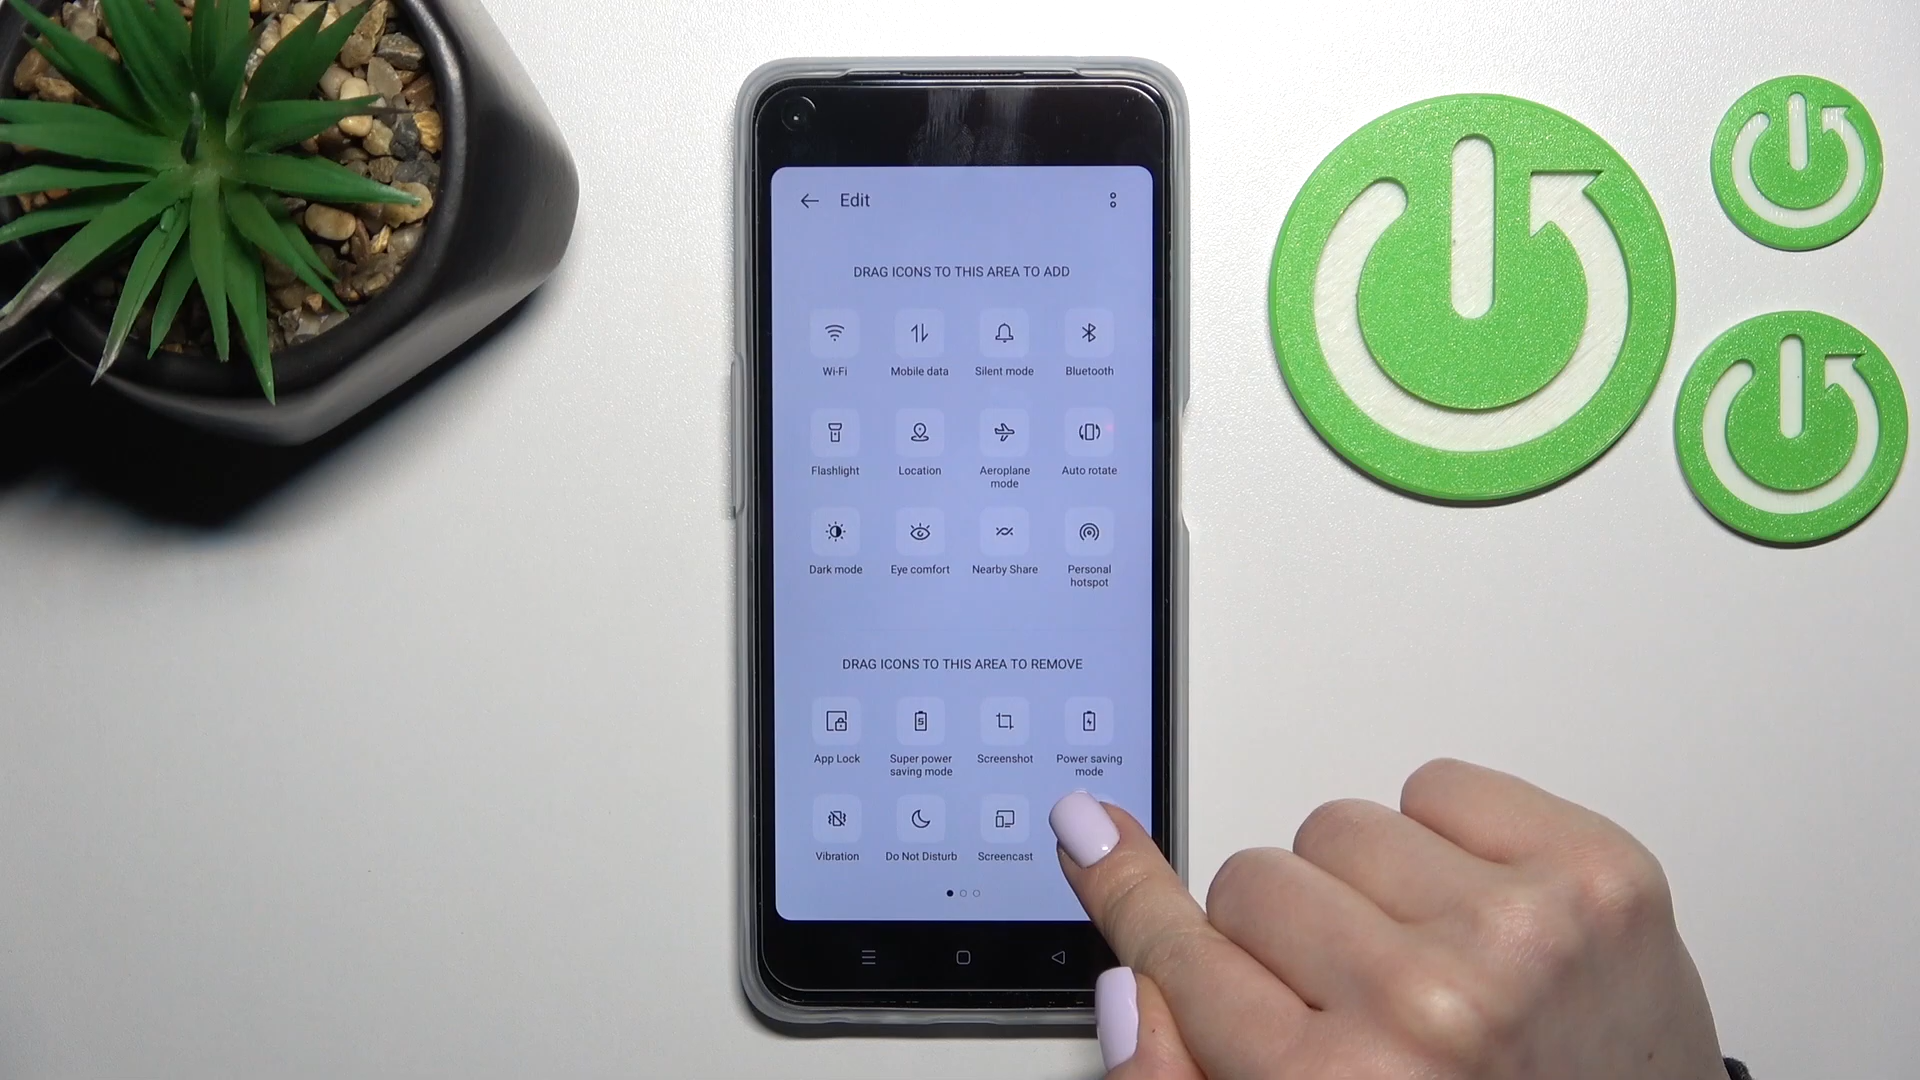 Edit
DRAG ICONS TO THIS AREA TO ADD
Wi-Fi Mobile data Silent mode Bluetooth
Flashlight Location Aeroplane mode Auto rotate
Dark mode Eye comfort Nearby Share Personal hotspot
DRAG ICONS TO THIS AREA TO REMOVE
App Lock Super power saving mode Screenshot Power saving mode
Vibration Do Not Disturb Screencast